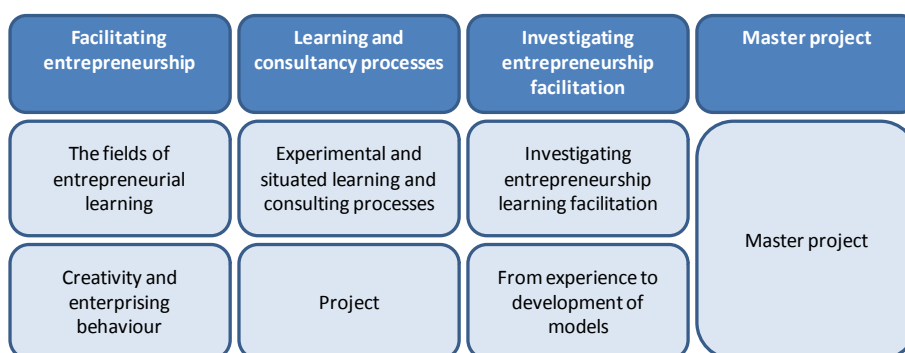 Facilitating
entrepreneurship
Learning and
consultancy processes
Investigating
entrepreneurship
facilitation
Master project
The fields of
entrepreneurial
learning
Experimental and
situated learning and
consulting processes
Investigating
entrepreneurship
learning facilitation
Master project
Creativity and
enterprising
behaviour
Project
From experience to
development of
models